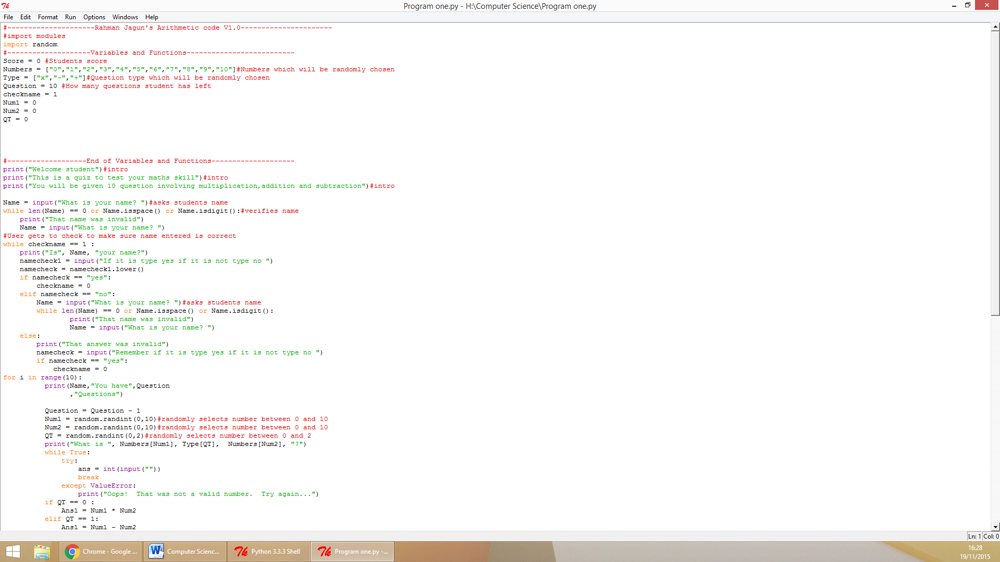 Program one.py - H:\Computer Science\Program one.py
File Edit Format Run Options Windows Help
#---------------------Rahman Jagun's Arithmetic code V1.0----------------------
#import modules
import random
#--------------------Variables and Functions--------------------------
Score = 0 #Students score
Numbers = ["0","1","2","3","4","5","6","7","8","9","10"]#Numbers which will be randomly chosen
Type = ["x","-","+"]#Question type which will be randomly chosen
Question = 10 #How many questions student has left
checkname = 1
Num1 = 0
Num2 = 0
QT = 0
#-------------------End of Variables and Functions--------------------
print("Welcome student")#intro
print("This is a quiz to test your maths skill")#intro
print("You will be given 10 question involving multiplication,addition and subtraction")#intro
Name = input("What is your name? ")#asks students name
while len(Name) == 0 or Name.isspace() or Name.isdigit():#verifies name
    print("That name was invalid")
    Name = input("What is your name? ")
#User gets to check to make sure name entered is correct
while checkname == 1 :
    print("Is", Name, "your name?")
    namecheck1 = input("If it is type yes if it is not type no ")
    namecheck = namecheck1.lower()
    if namecheck == "yes":
        checkname = 0
    elif namecheck == "no":
        Name = input("What is your name? ")#asks students name
        while len(Name) == 0 or Name.isspace() or Name.isdigit():
                print("That name was invalid")
                Name = input("What is your name? ")
    else:
        print("That answer was invalid")
        namecheck = input("Remember if it is type yes if it is not type no ")
        if namecheck == "yes":
            checkname = 0
for i in range(10):
          print(Name,"You have",Question
                ,"Questions")
          Question = Question - 1
          Num1 = random.randint(0,10)#randomly selects number between 0 and 10
          Num2 = random.randint(0,10)#randomly selects number between 0 and 10
          QT = random.randint(0,2)#randomly selects number between 0 and 2
          print("What is ", Numbers[Num1], Type[QT],  Numbers[Num2], "?")
          while True:
              try:
                  ans = int(input(""))
                  break
              except ValueError:
                  print("Oops!  That was not a valid number.  Try again...")
          if QT == 0 :
              Ans1 = Num1 * Num2
          elif QT == 1:
              Ans1 = Num1 - Num2
Ln: 1 Col: 0
Chrome - Google ... Computer Scienc... Python 3.3.3 Shell Program one.py -...
16:28
19/11/2015